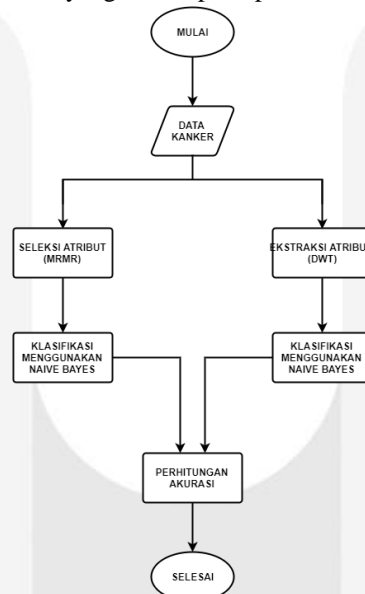 MULAI
DATA
KANKER
SELEKSI ATRIBUT
(MRMR)
EKSTRAKSI ATRIBU
(DWT)
KLASIFIKASI
MENGGUNAKAN
NAIVE BAYES
KLASIFIKASI
MENGGUNAKAN
NAIVE BAYES
PERHITUNGAN
AKURASI
SELESAI